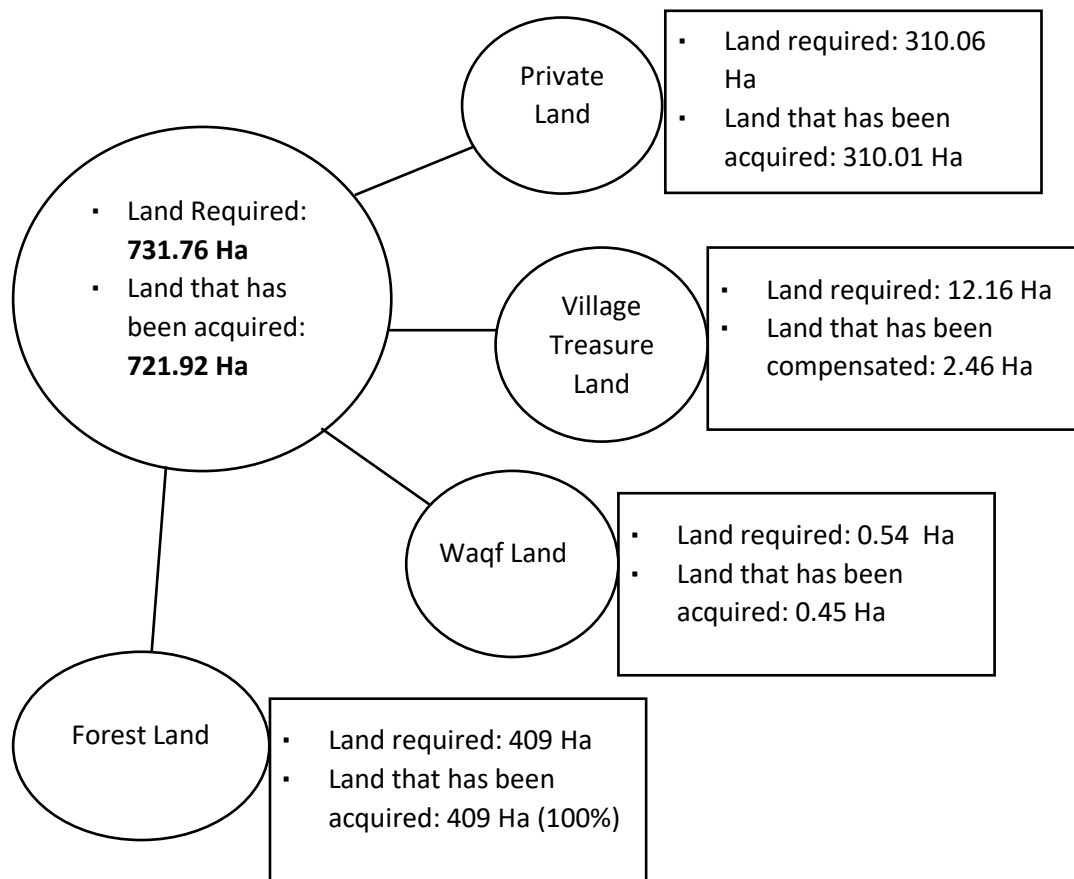 ▪ Land Required:
731.76 Ha
▪ Land that has
been acquired:
721.92 Ha
Private
Land
▪ Land required: 310.06
Ha
▪ Land that has been
acquired: 310.01 Ha
Village
Treasure
Land
▪ Land required: 12.16 Ha
▪ Land that has been
compensated: 2.46 Ha
Waqf Land
▪ Land required: 0.54  Ha
▪ Land that has been
acquired: 0.45 Ha
Forest Land
▪ Land required: 409 Ha
▪ Land that has been
acquired: 409 Ha (100%)